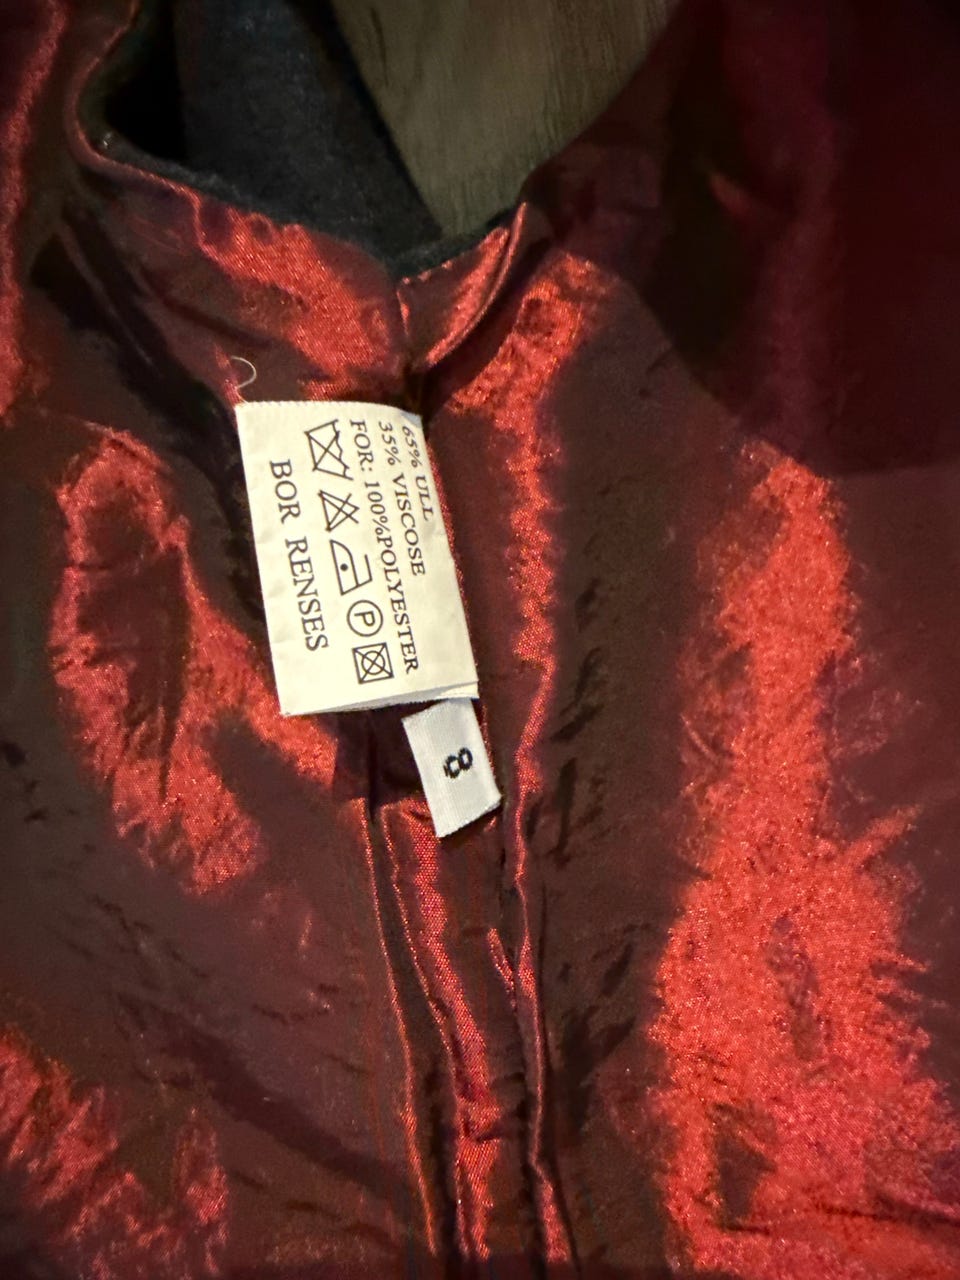 65% ULL
35% VISCOSE
FOR: 100%POLYESTER
P
BOR RENSES
8